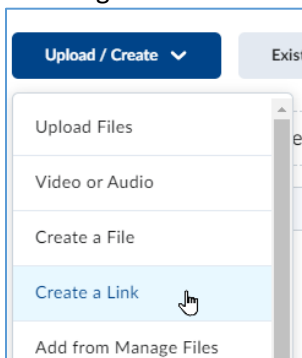 Upload / Create
Upload Files
Video or Audio
Create a File
Create a Link
Add from Manage Files